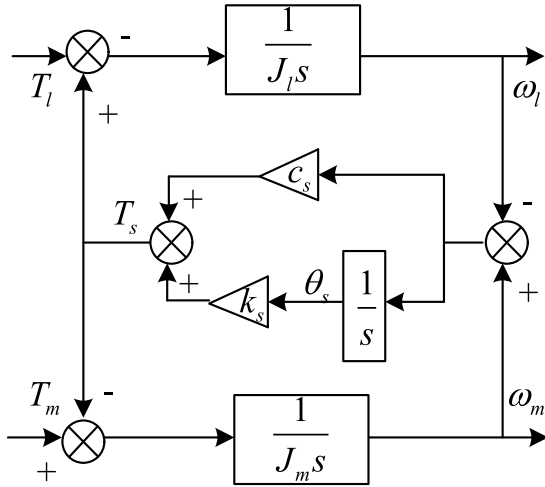 -
1
J_l s
T_l
ω_l
+
c_s
+
-
T_s
θ_s
1
s
+
k_s
+
T_m
-
1
J_m s
ω_m
+